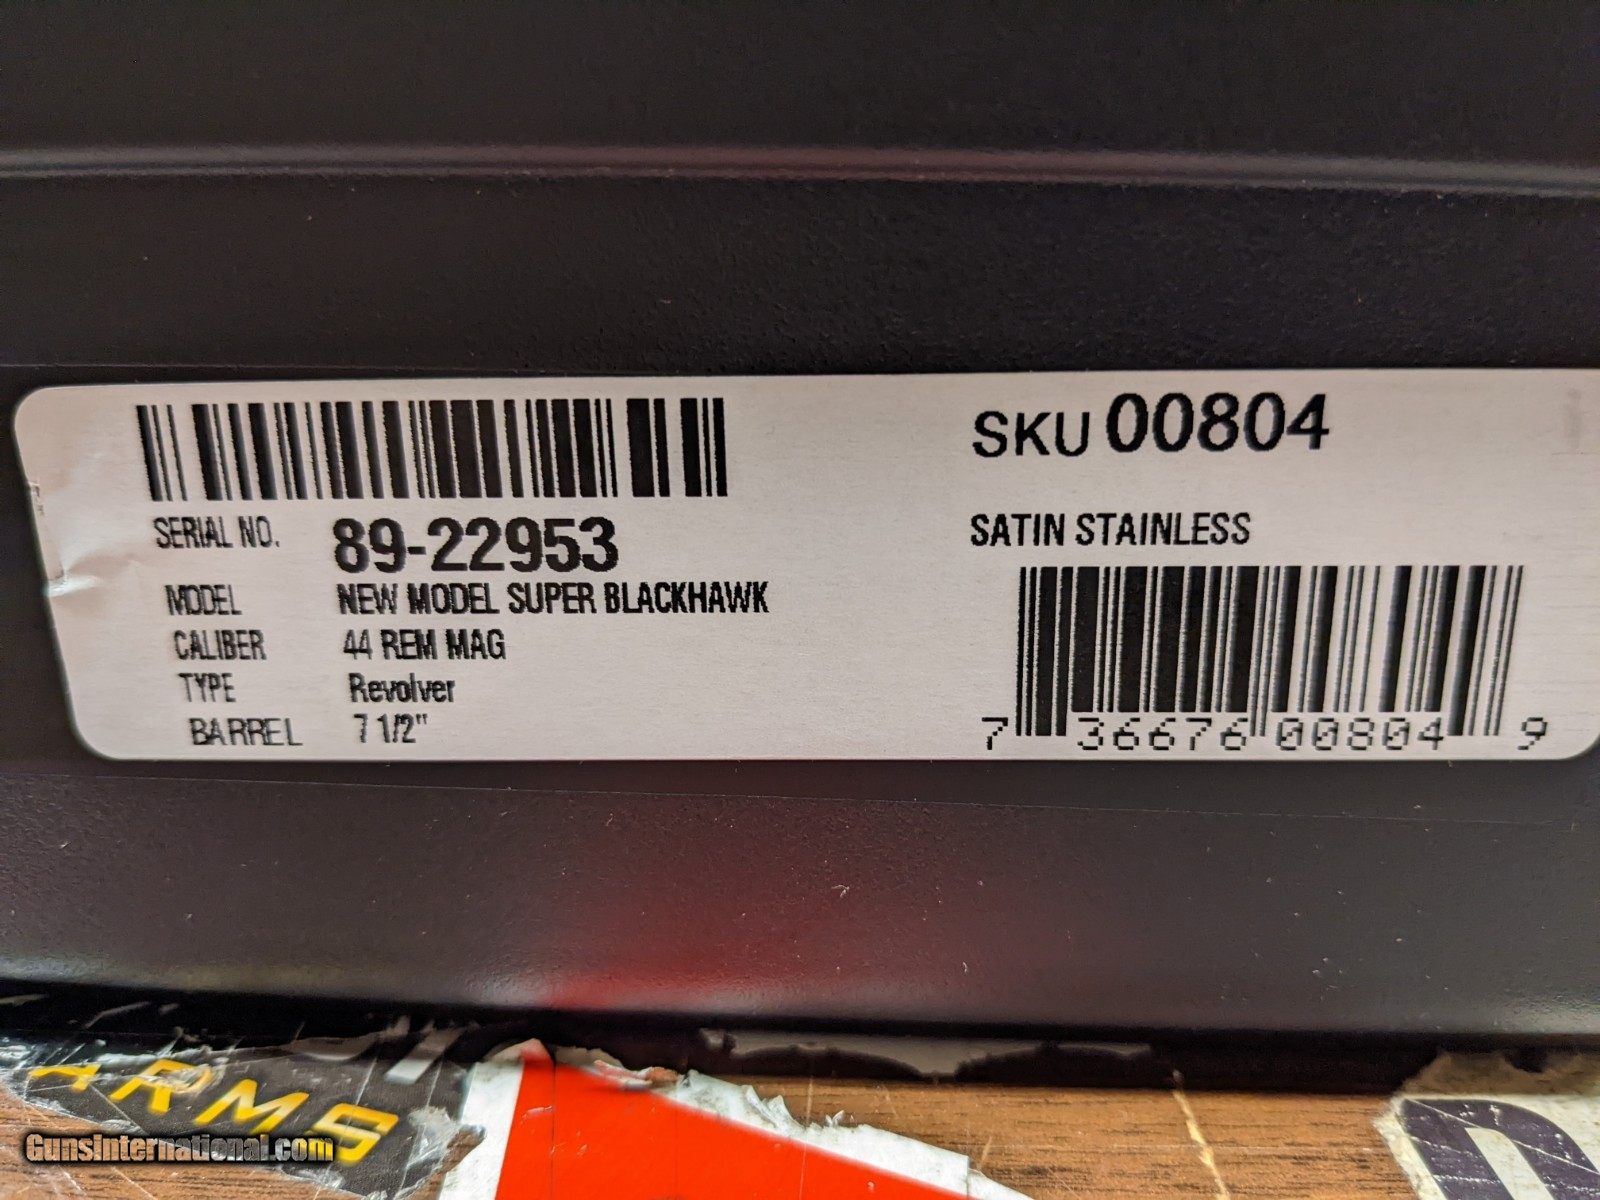 SKU 00804
SERIAL NO. 89-22953
SATIN STAINLESS
MODEL NEW MODEL SUPER BLACKHAWK
CALIBER 44 REM MAG
TYPE Revolver
BARREL 7 1/2"
7 36676 00804 9
ARMS
GunsInternational.com